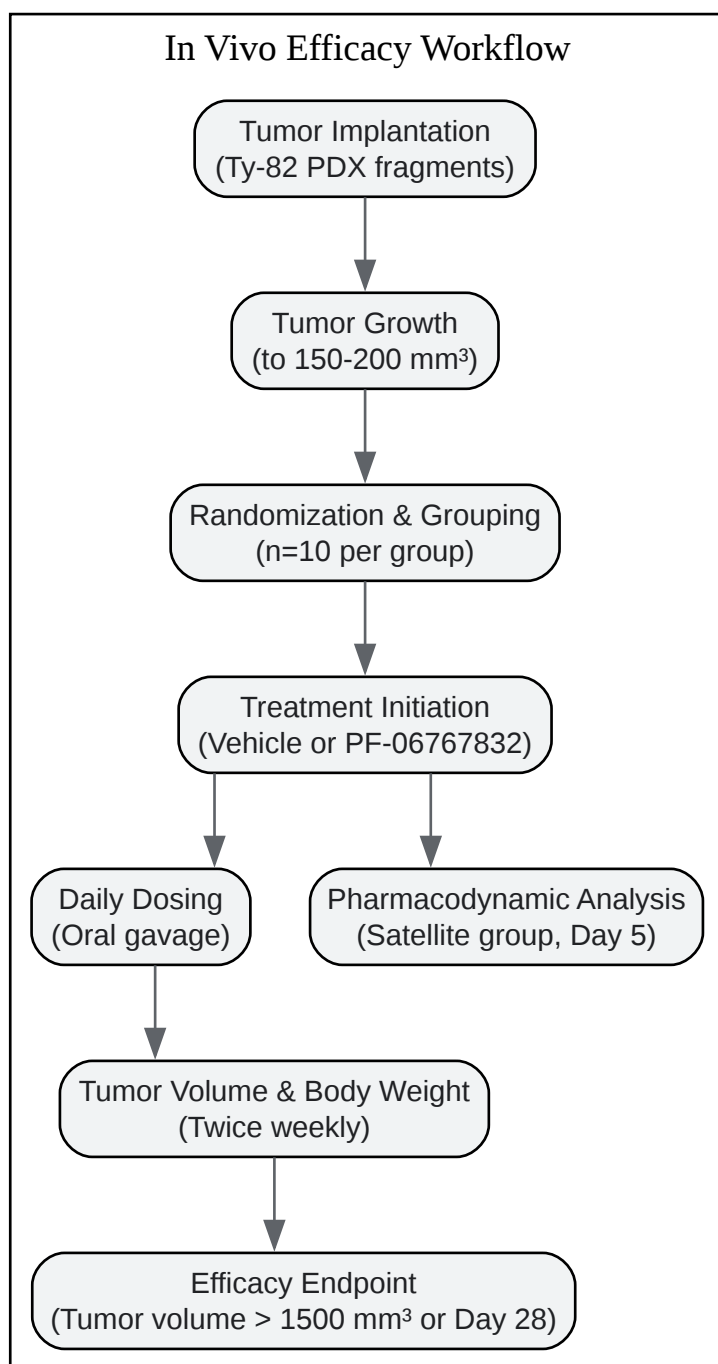 In Vivo Efficacy Workflow
Tumor Implantation
(Ty-82 PDX fragments)
Tumor Growth
(to 150-200 mm³)
Randomization & Grouping
(n=10 per group)
Treatment Initiation
(Vehicle or PF-06767832)
Daily Dosing
(Oral gavage)
Pharmacodynamic Analysis
(Satellite group, Day 5)
Tumor Volume & Body Weight
(Twice weekly)
Efficacy Endpoint
(Tumor volume > 1500 mm³ or Day 28)